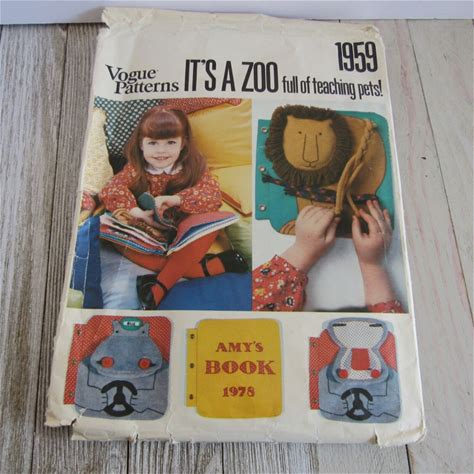 Vogue Patterns IT'S A ZOO full of teaching pets!
1959
AMY'S
BOOK
1978